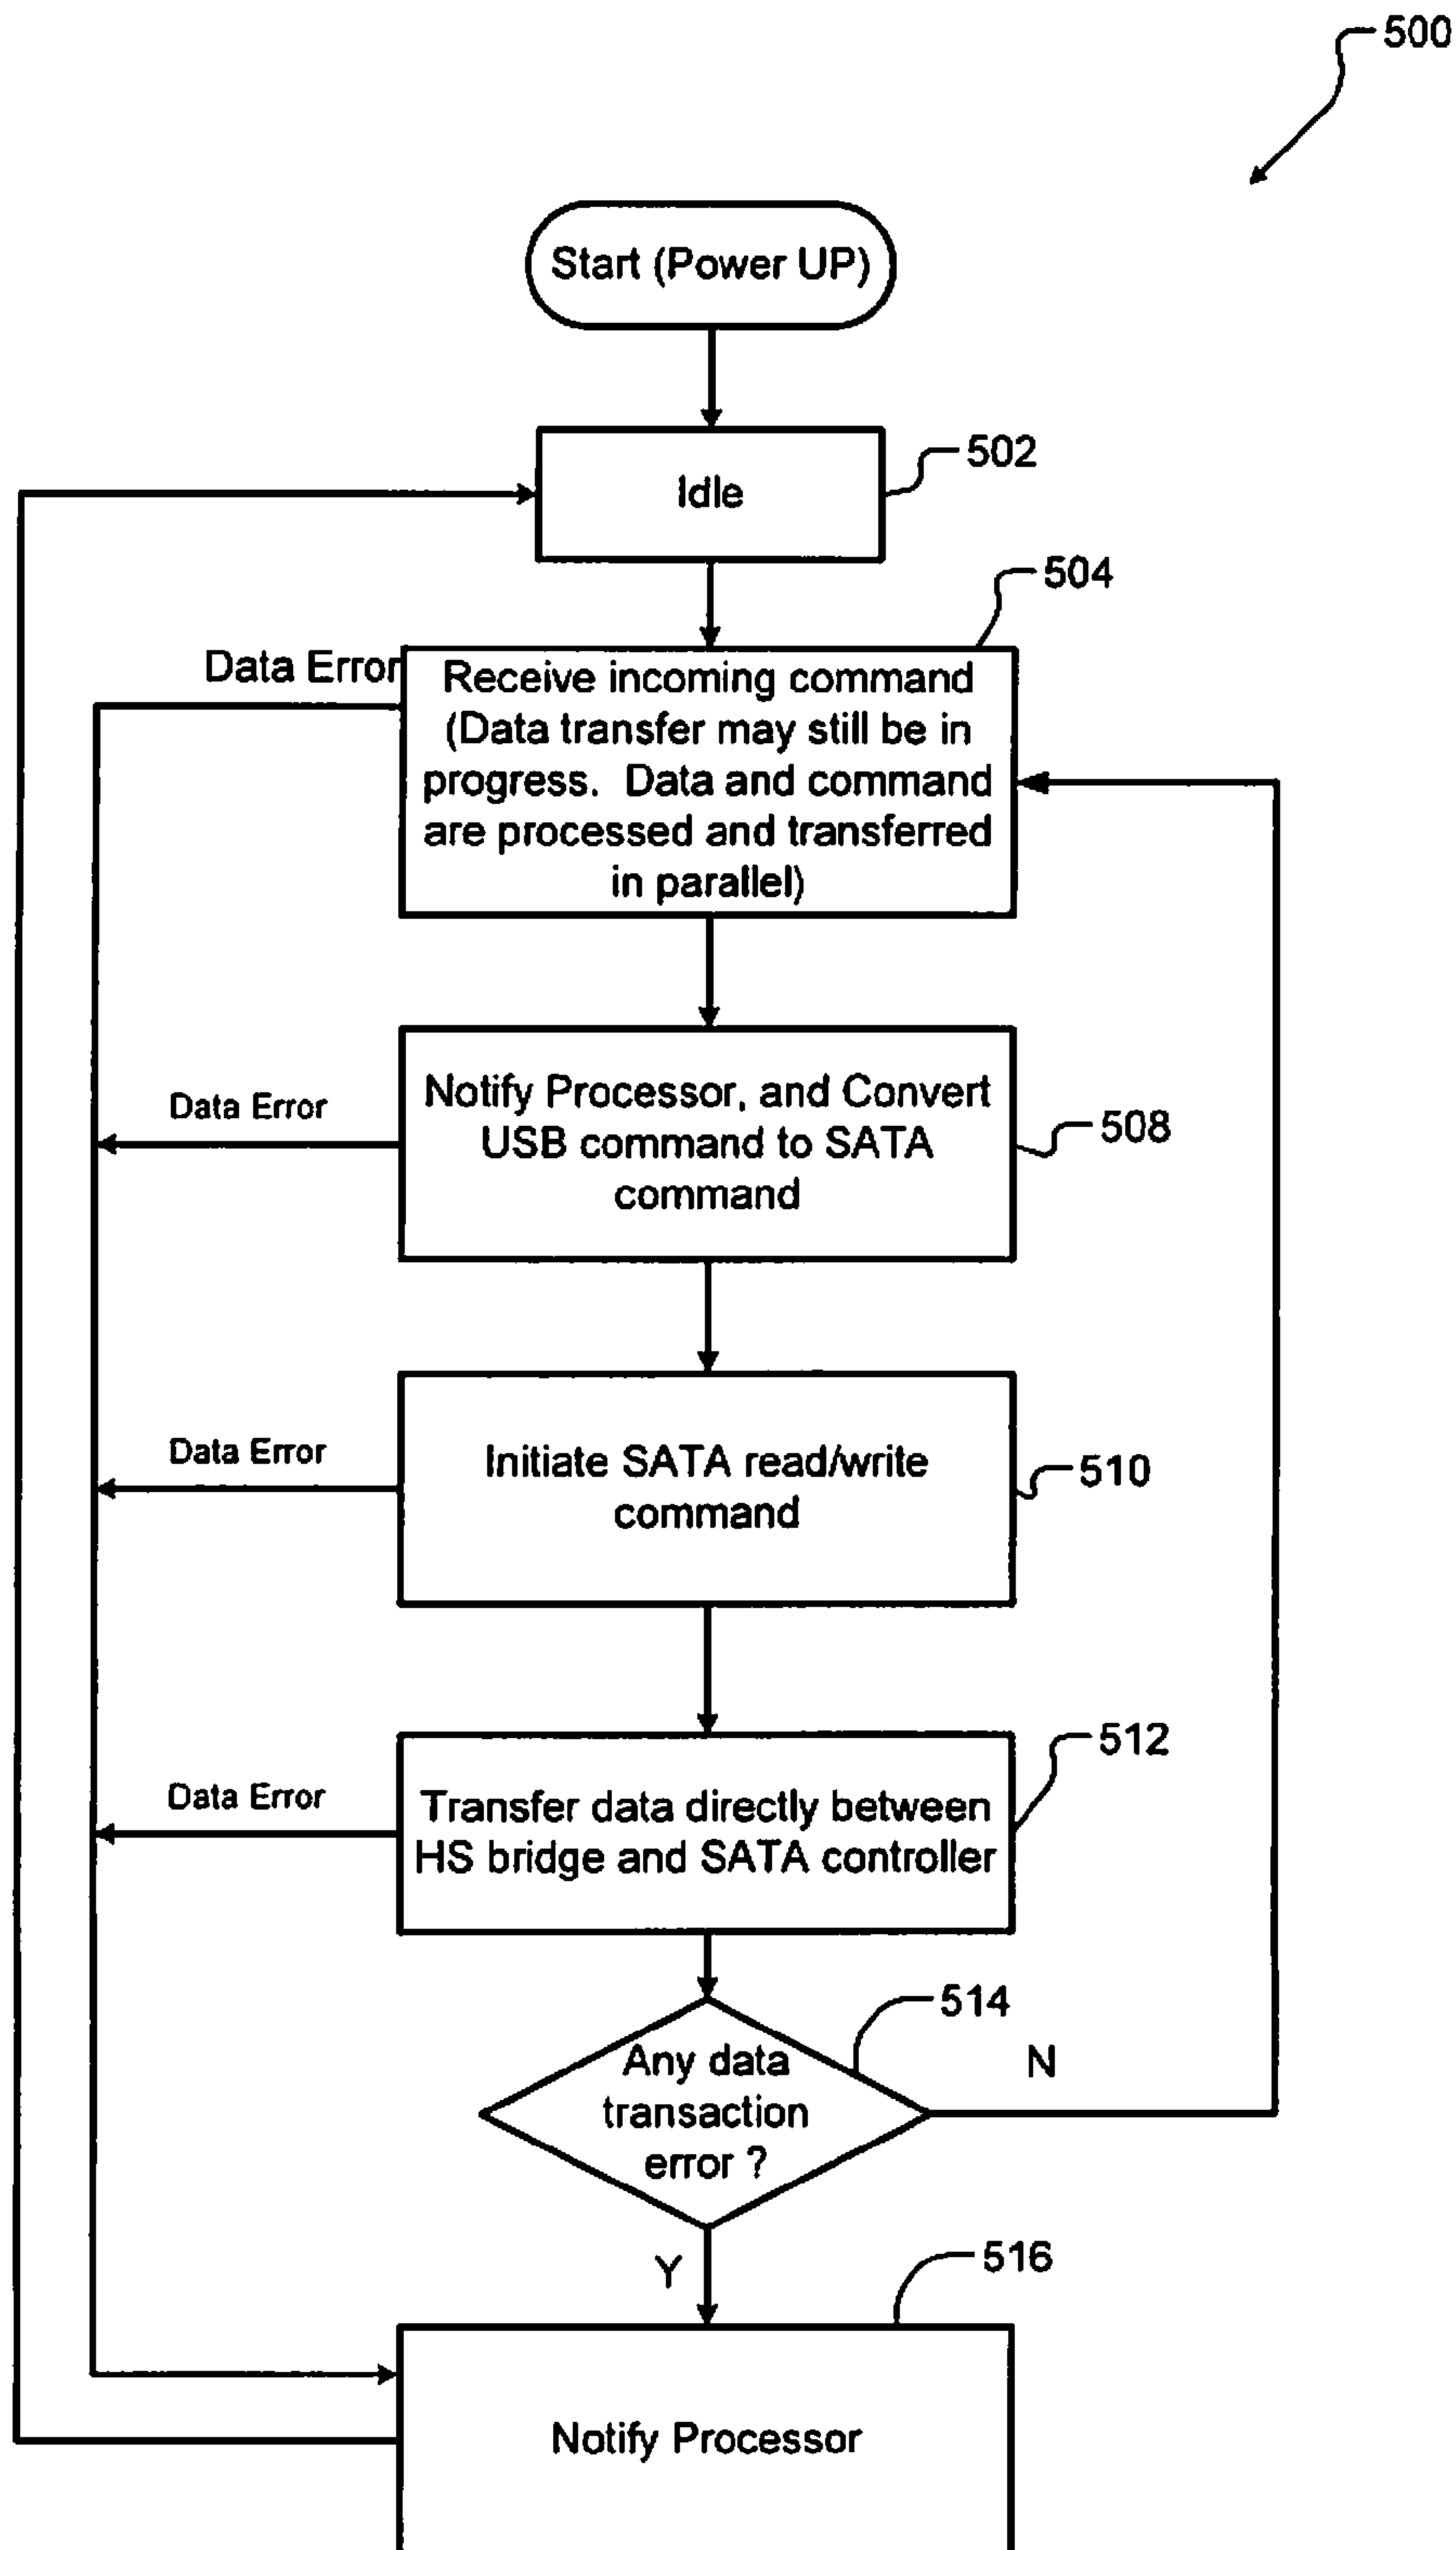 500
Start (Power UP)
502
Idle
504
Data Error
Receive incoming command
(Data transfer may still be in
progress.  Data and command
are processed and transferred
in parallel)
Notify Processor, and Convert
USB command to SATA
command
Data Error
508
Data Error
Initiate SATA read/write
command
510
Data Error
Transfer data directly between
HS bridge and SATA controller
512
514
Any data
transaction
error ?
N
Y
516
Notify Processor